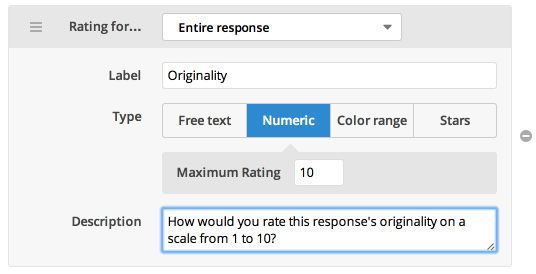 Rating for... Entire response
Label Originality
Type Free text Numeric Color range Stars
Maximum Rating 10
Description How would you rate this response's originality on a
scale from 1 to 10?